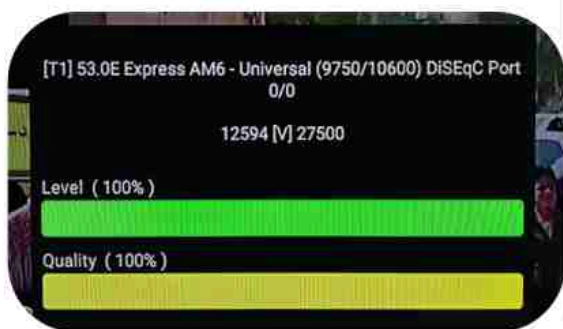 [T1] 53.0E Express AM6 - Universal (9750/10600) DiSEqC Port
0/0
12594 [V] 27500
Level ( 100% )
Quality ( 100% )